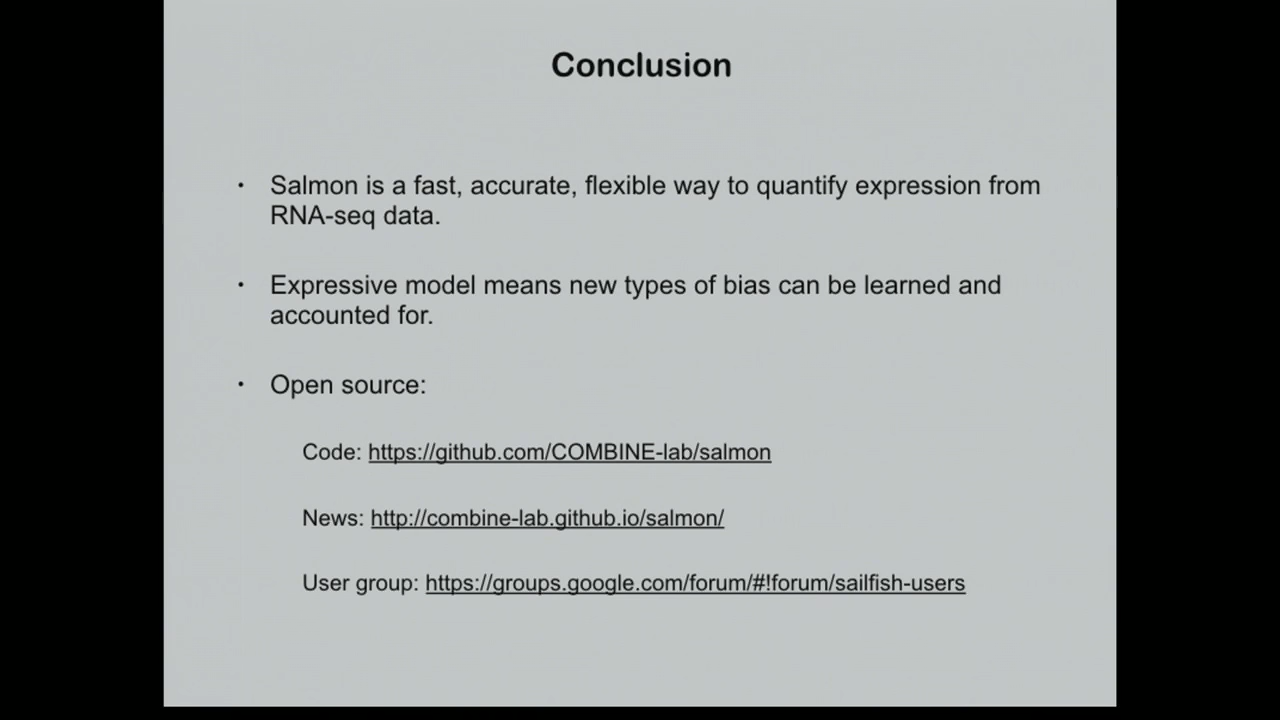 Conclusion
• Salmon is a fast, accurate, flexible way to quantify expression from
RNA-seq data.
• Expressive model means new types of bias can be learned and
accounted for.
• Open source:
Code: https://github.com/COMBINE-lab/salmon
News: http://combine-lab.github.io/salmon/
User group: https://groups.google.com/forum/#!forum/sailfish-users